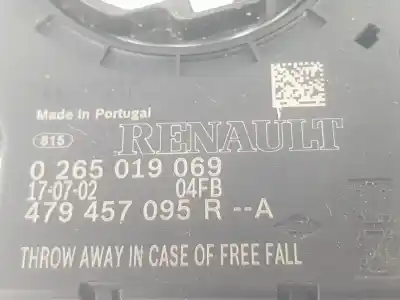 Made in Portugal
815 RENAULT
0 265 019 069
17-07-02 04FB
479 457 095 R --A
THROW AWAY IN CASE OF FREE FALL